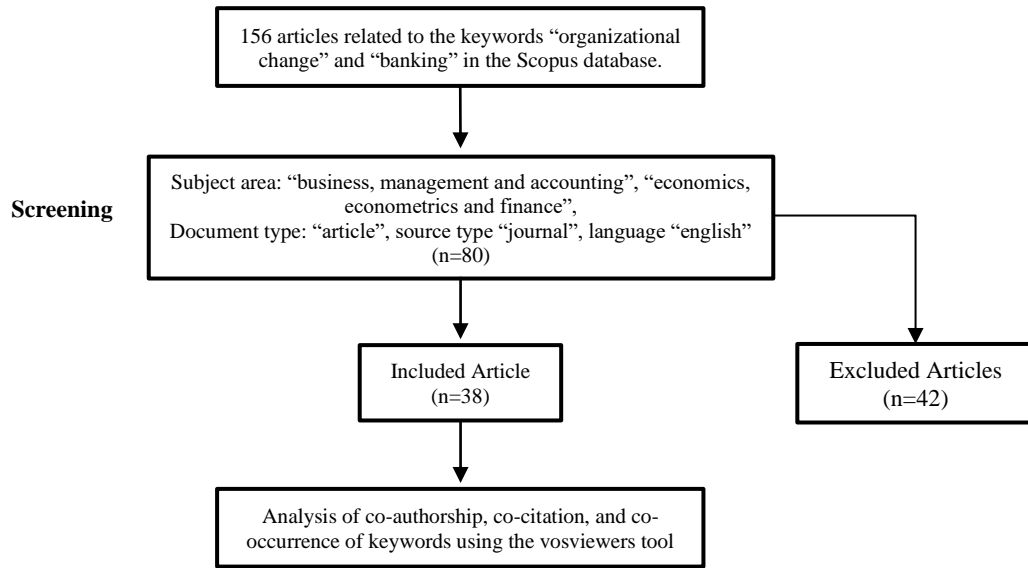 156 articles related to the keywords “organizational
change” and “banking” in the Scopus database.
Screening
Subject area: “business, management and accounting”, “economics,
econometrics and finance”,
Document type: “article”, source type “journal”, language “english”
(n=80)
Included Article
(n=38)
Excluded Articles
(n=42)
Analysis of co-authorship, co-citation, and co-
occurrence of keywords using the vosviewers tool